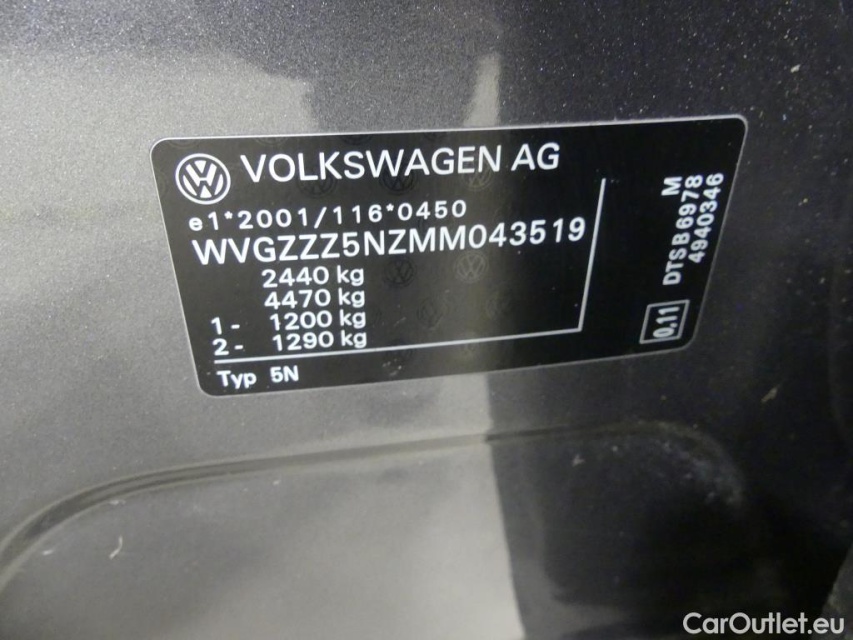 VOLKSWAGEN AG
e1*2001/116*0450
WVGZZZ5NZMM043519
2440 kg
4470 kg
1- 1200 kg
2- 1290 kg
Typ 5N
M
DTSB6978
4940346
0,11
CarOutlet.eu